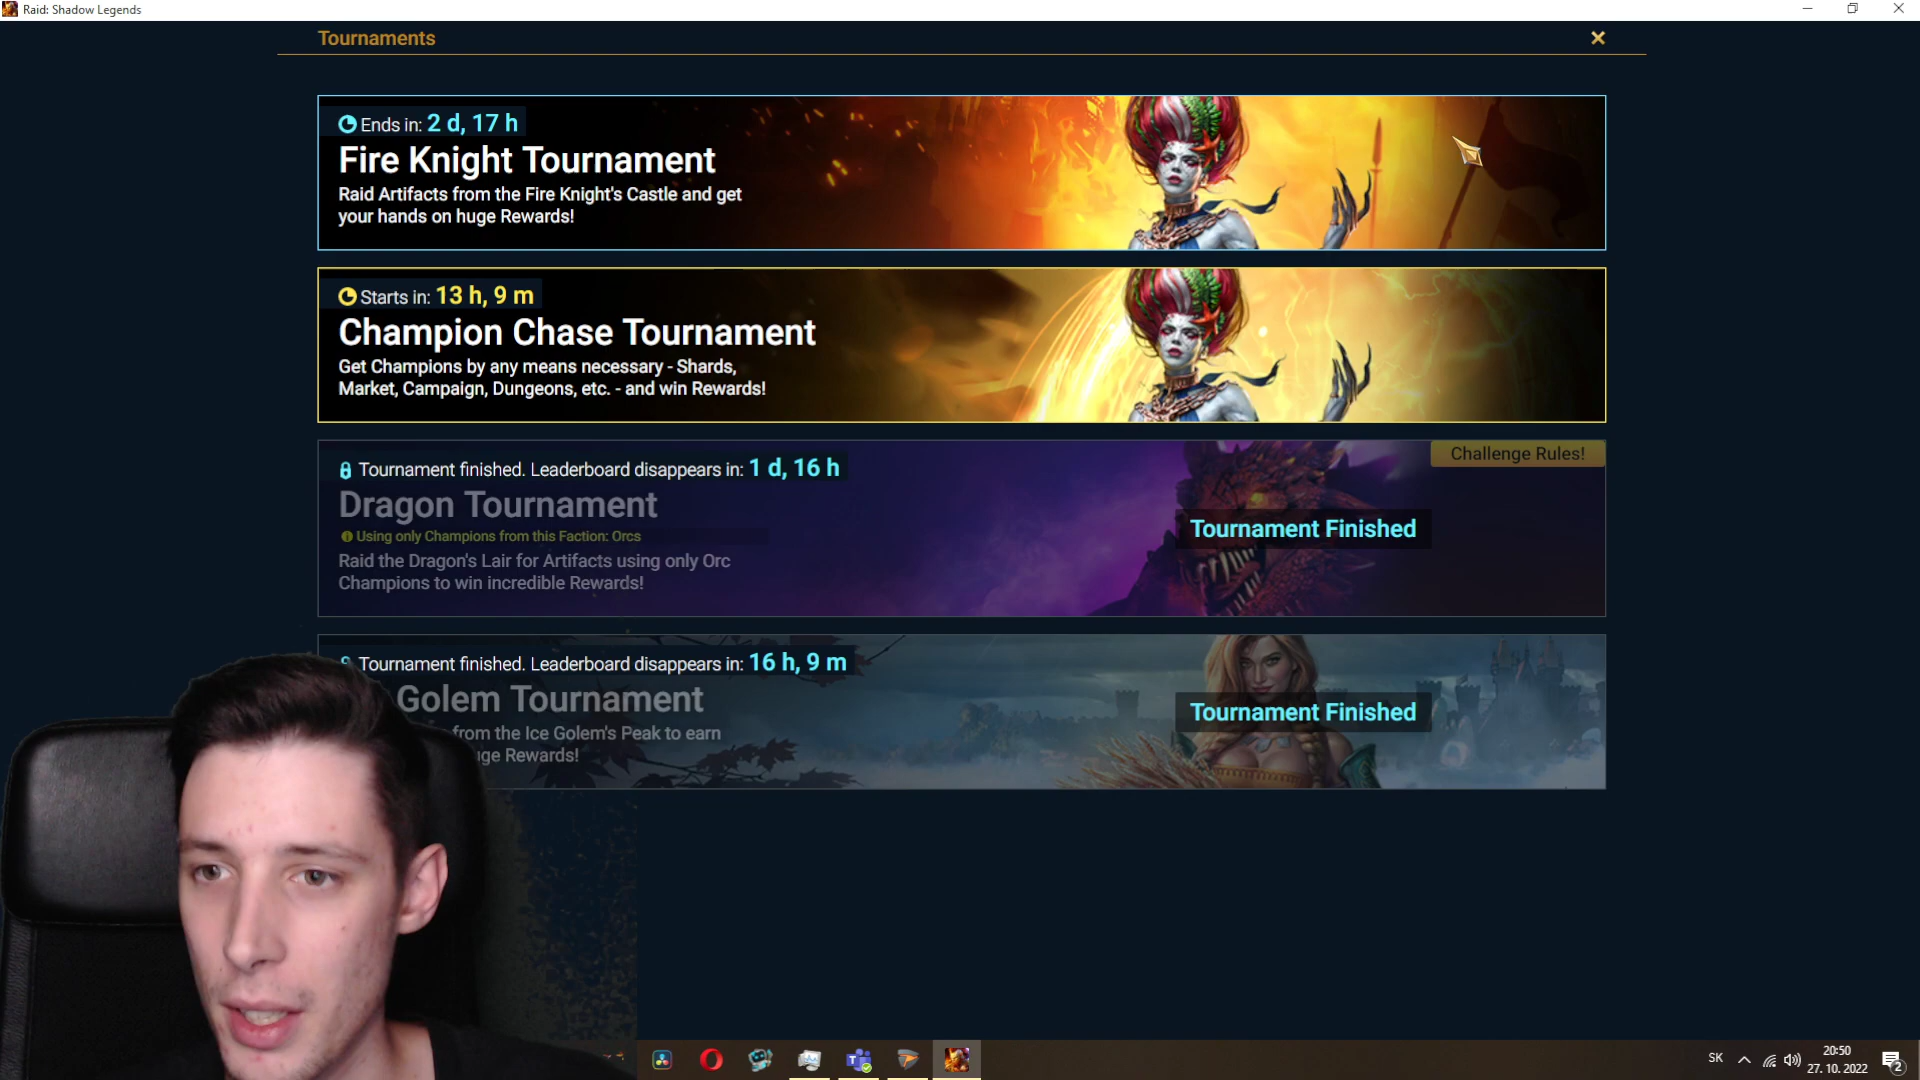 Raid: Shadow Legends
Tournaments
Ends in: 2 d, 17 h
Fire Knight Tournament
Raid Artifacts from the Fire Knight's Castle and get
your hands on huge Rewards!
Starts in: 13 h, 9 m
Champion Chase Tournament
Get Champions by any means necessary - Shards,
Market, Campaign, Dungeons, etc. - and win Rewards!
Tournament finished. Leaderboard disappears in: 1 d, 16 h
Challenge Rules!
Dragon Tournament
Using only Champions from this Faction: Orcs
Raid the Dragon's Lair for Artifacts using only Orc
Champions to win incredible Rewards!
Tournament Finished
Tournament finished. Leaderboard disappears in: 16 h, 9 m
Golem Tournament
from the Ice Golem's Peak to earn
Rewards!
Tournament Finished
SK
20:50
27. 10. 2022
2